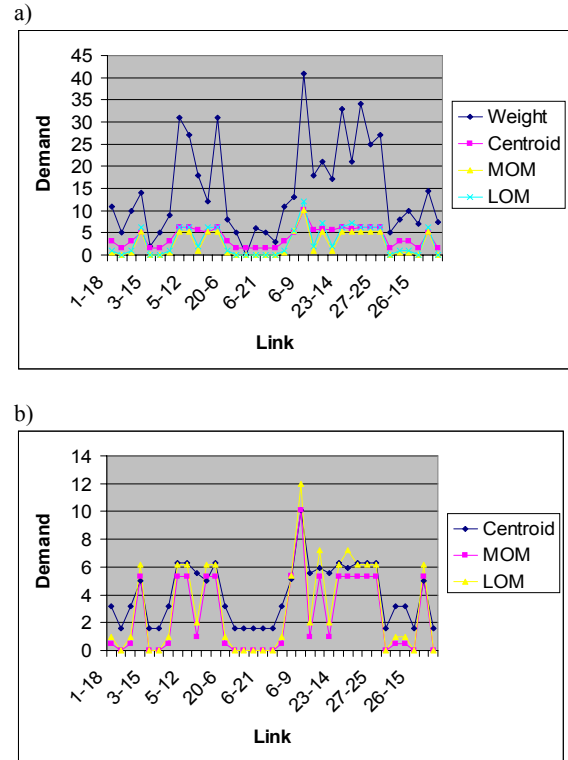 a)
45
40
35
30
25
20
15
10
5
0
Demand
1-18
3-15
5-12
20-6
6-21
6-9
23-14
27-25
26-15
Link
Weight
Centroid
MOM
LOM
b)
14
12
10
8
6
4
2
0
Demand
1-18
3-15
5-12
20-6
6-21
6-9
23-14
27-25
26-15
Link
Centroid
MOM
LOM